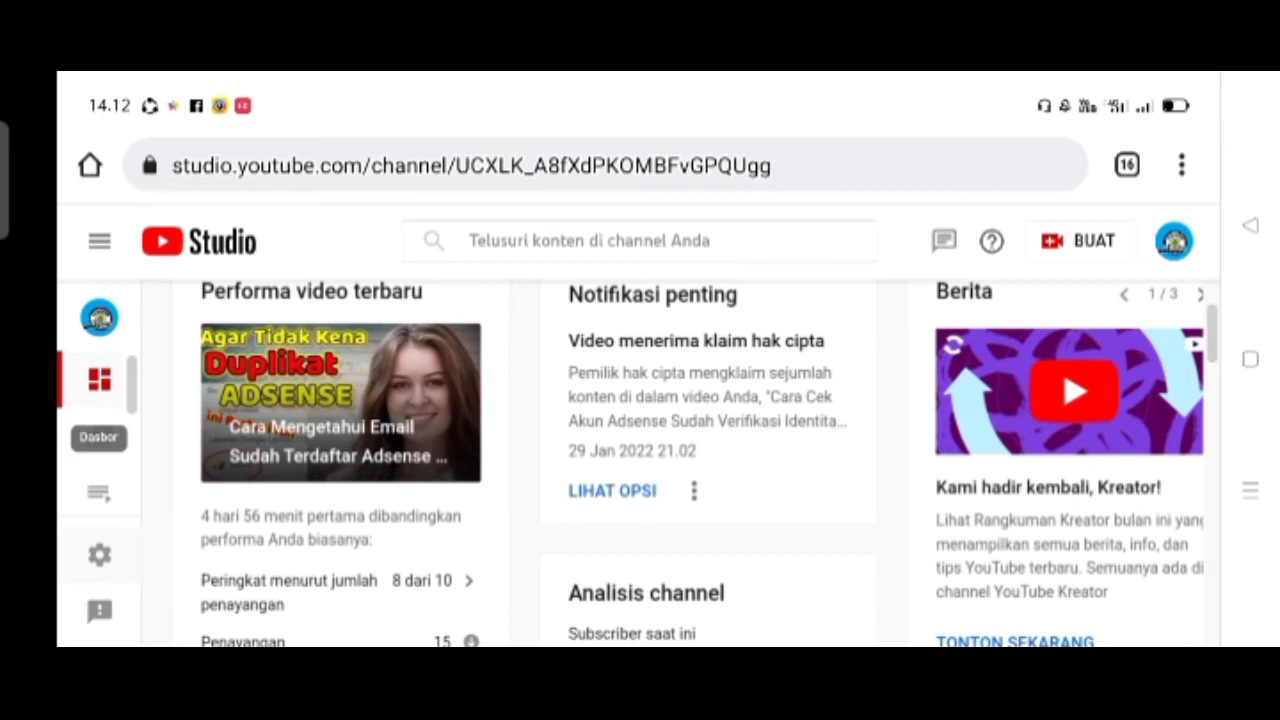 14.12
studio.youtube.com/channel/UCXLK_A8fXdPKOMBFvGPQUgg
16
Studio
Telusuri konten di channel Anda
BUAT
Dasbor
Performa video terbaru
Agar Tidak Kena
Duplikat
ADSENSE
Cara Mengetahui Email
Sudah Terdaftar Adsense ...
4 hari 56 menit pertama dibandingkan
performa Anda biasanya:
Peringkat menurut jumlah 8 dari 10
penayangan
Penayangan 15
Notifikasi penting
Video menerima klaim hak cipta
Pemilik hak cipta mengklaim sejumlah
konten di dalam video Anda, "Cara Cek
Akun Adsense Sudah Verifikasi Identita...
29 Jan 2022 21.02
LIHAT OPSI
Analisis channel
Subscriber saat ini
Berita
1 / 3
Kami hadir kembali, Kreator!
Lihat Rangkuman Kreator bulan ini yang
menampilkan semua berita, info, dan
tips YouTube terbaru. Semuanya ada di
channel YouTube Kreator
TONTON SEKARANG